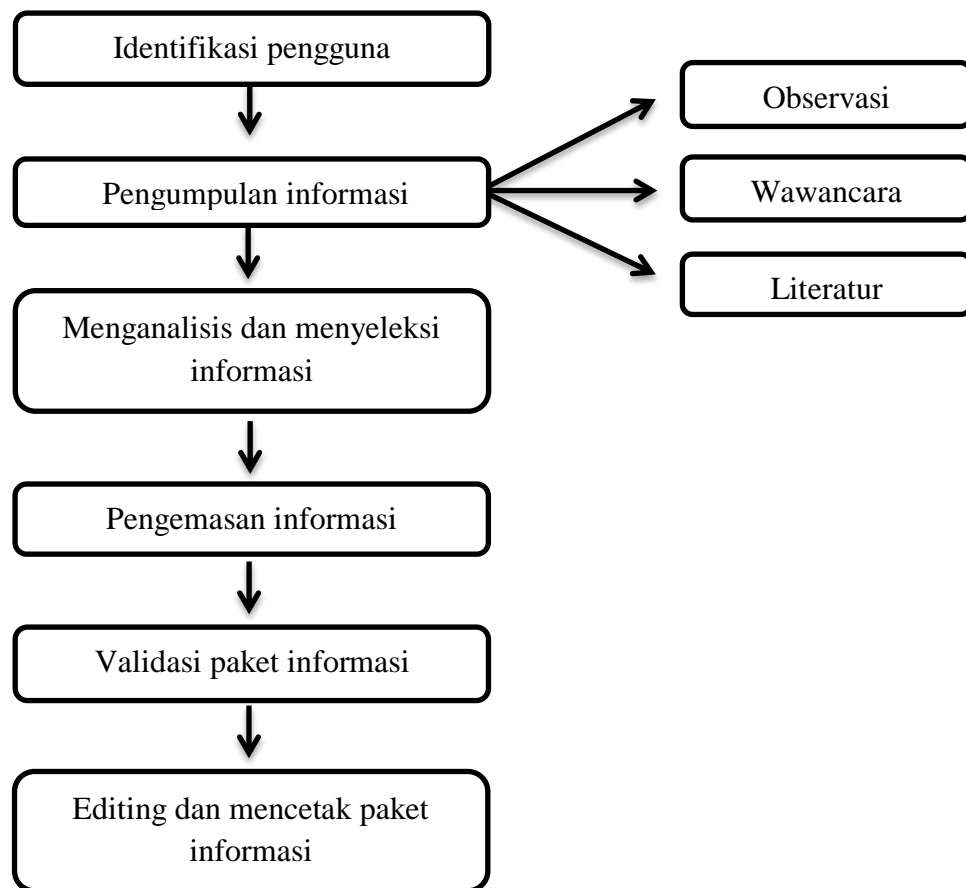 Identifikasi pengguna
Observasi
Pengumpulan informasi
Wawancara
Literatur
Menganalisis dan menyeleksi
informasi
Pengemasan informasi
Validasi paket informasi
Editing dan mencetak paket
informasi